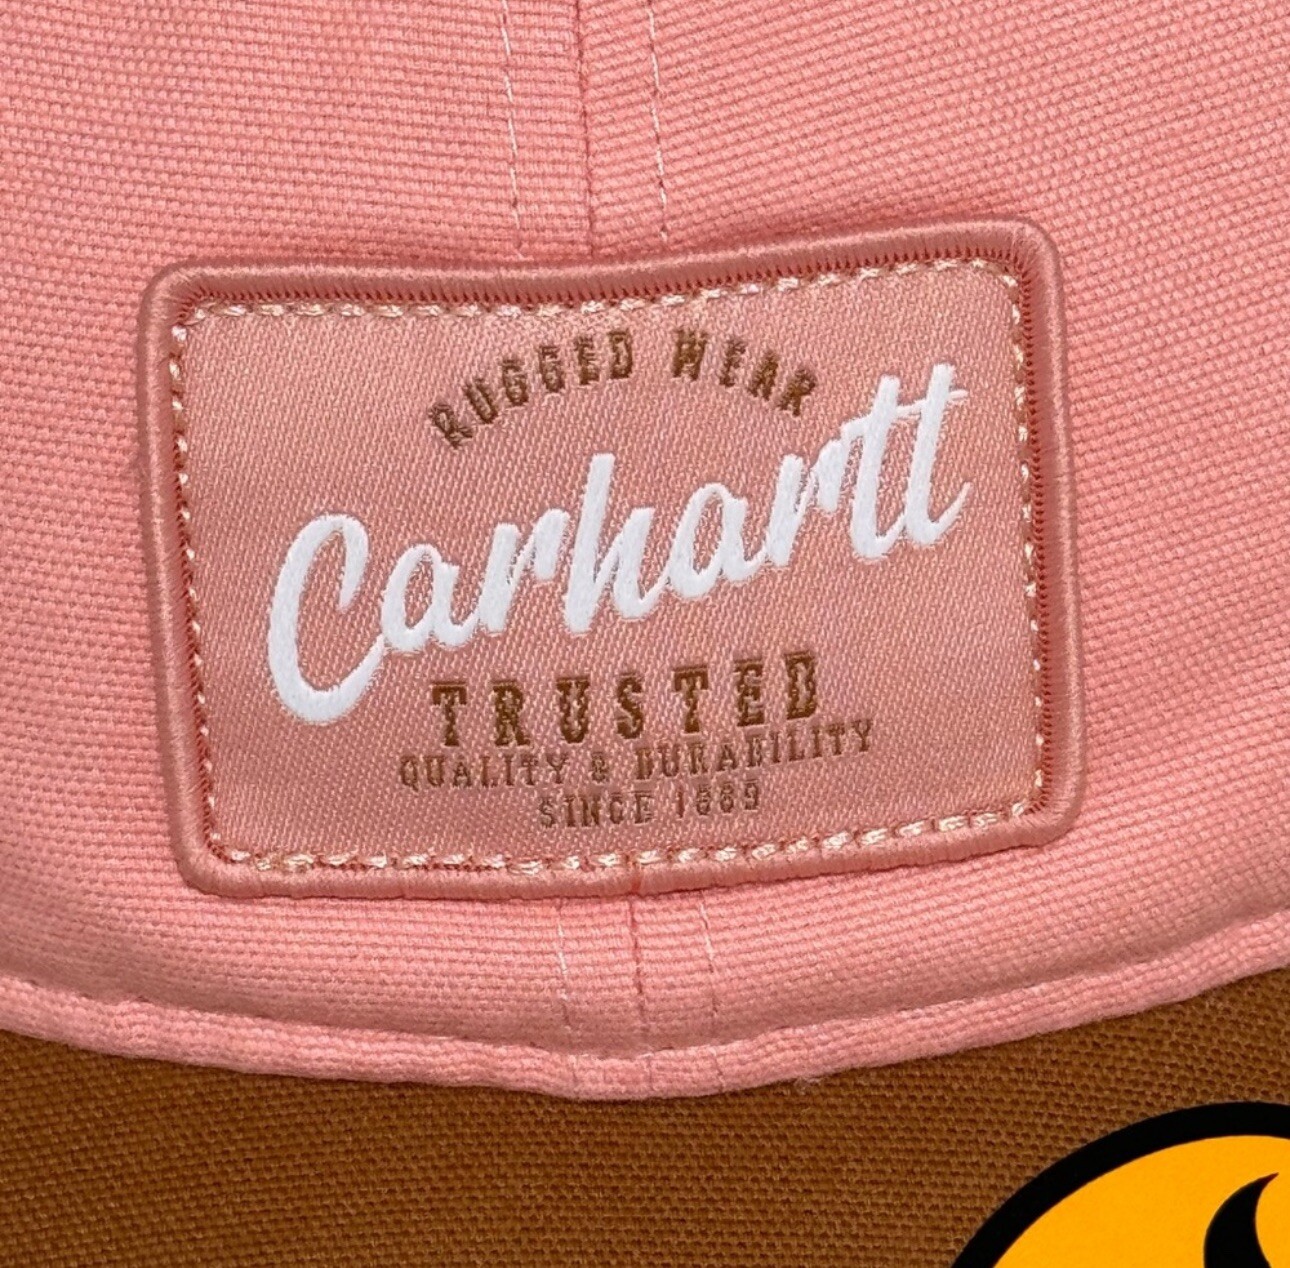 RUGGED WEAR
Carhartt
TRUSTED
QUALITY & DURABILITY
SINCE 1889